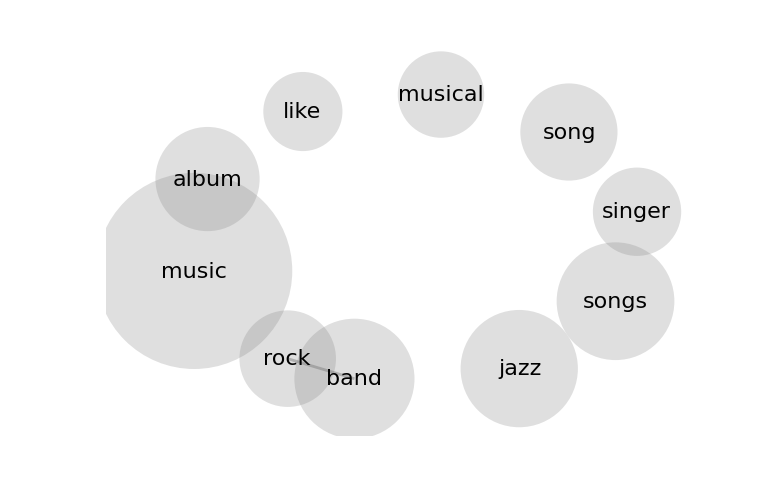 musical
like
song
album
singer
music
songs
rock
jazz
band